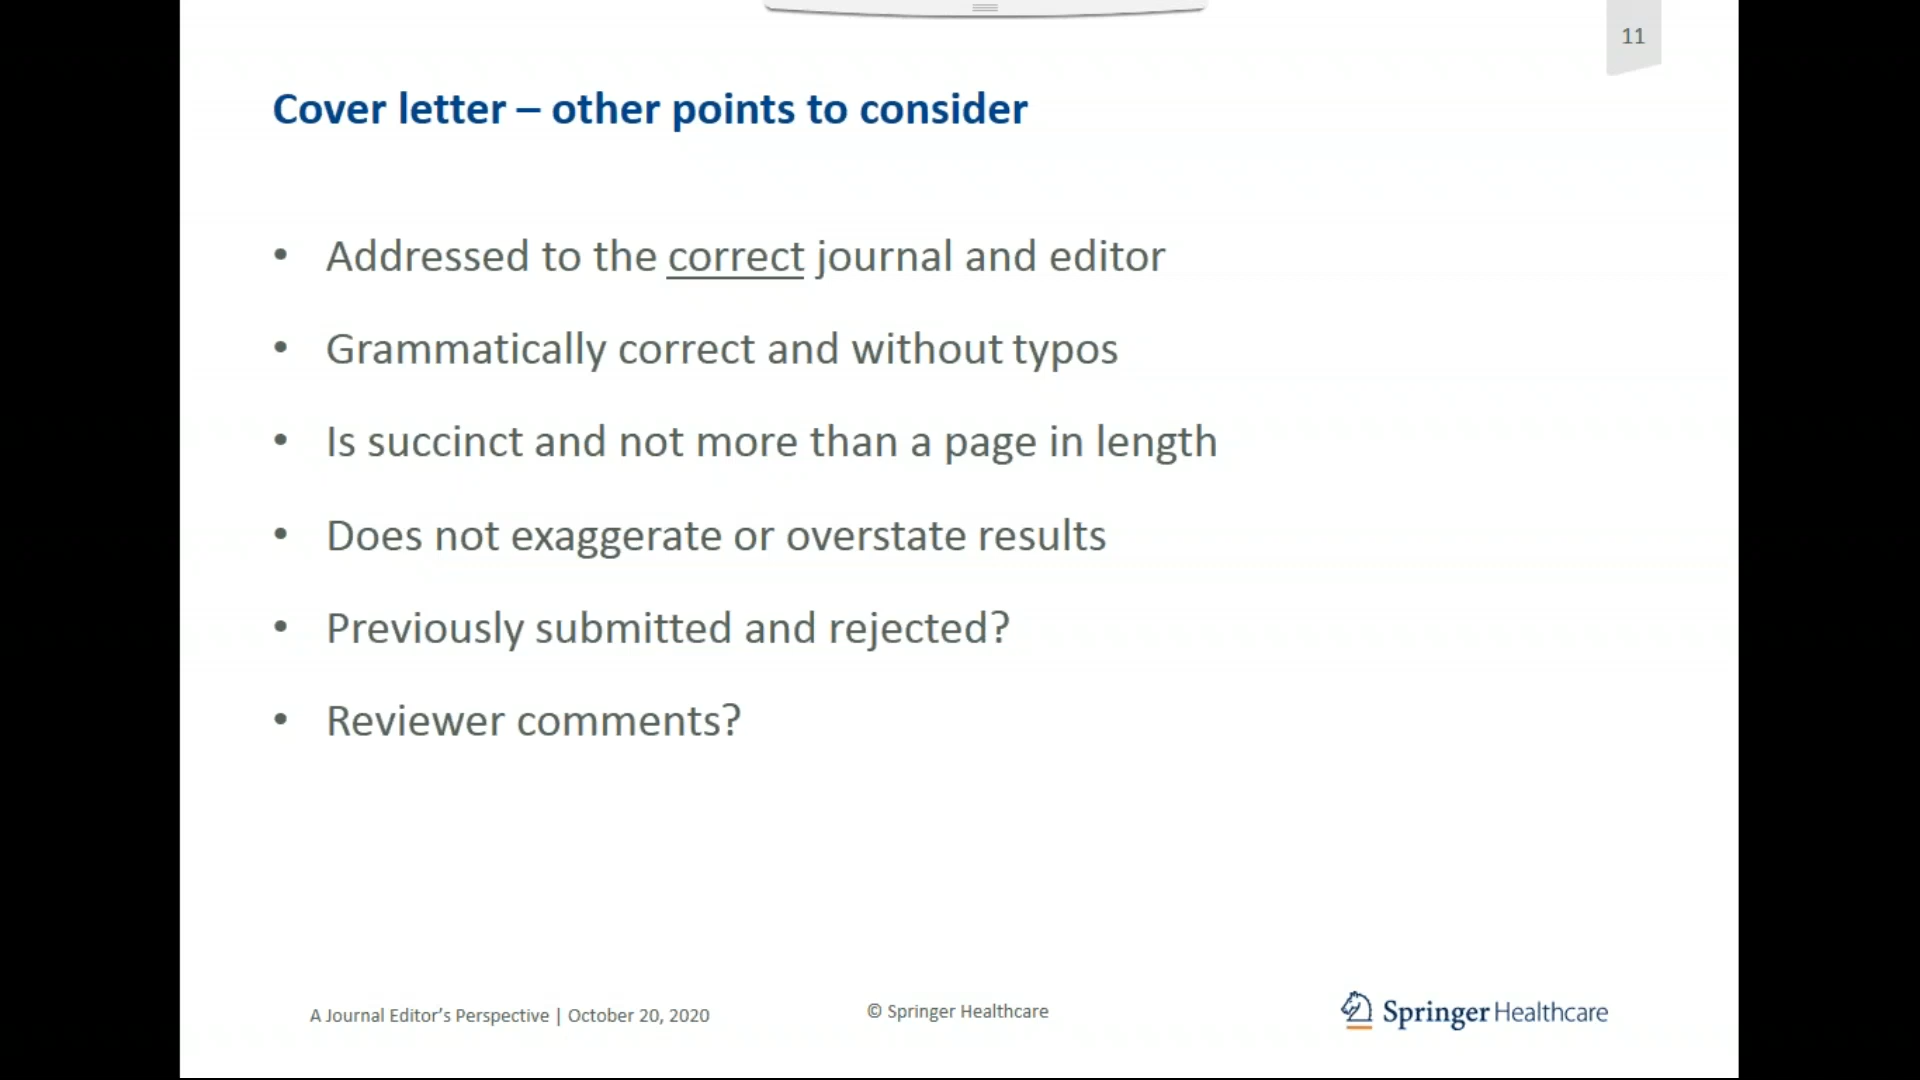 11
Cover letter – other points to consider
• Addressed to the correct journal and editor
• Grammatically correct and without typos
• Is succinct and not more than a page in length
• Does not exaggerate or overstate results
• Previously submitted and rejected?
• Reviewer comments?
A Journal Editor’s Perspective | October 20, 2020
© Springer Healthcare
Springer Healthcare